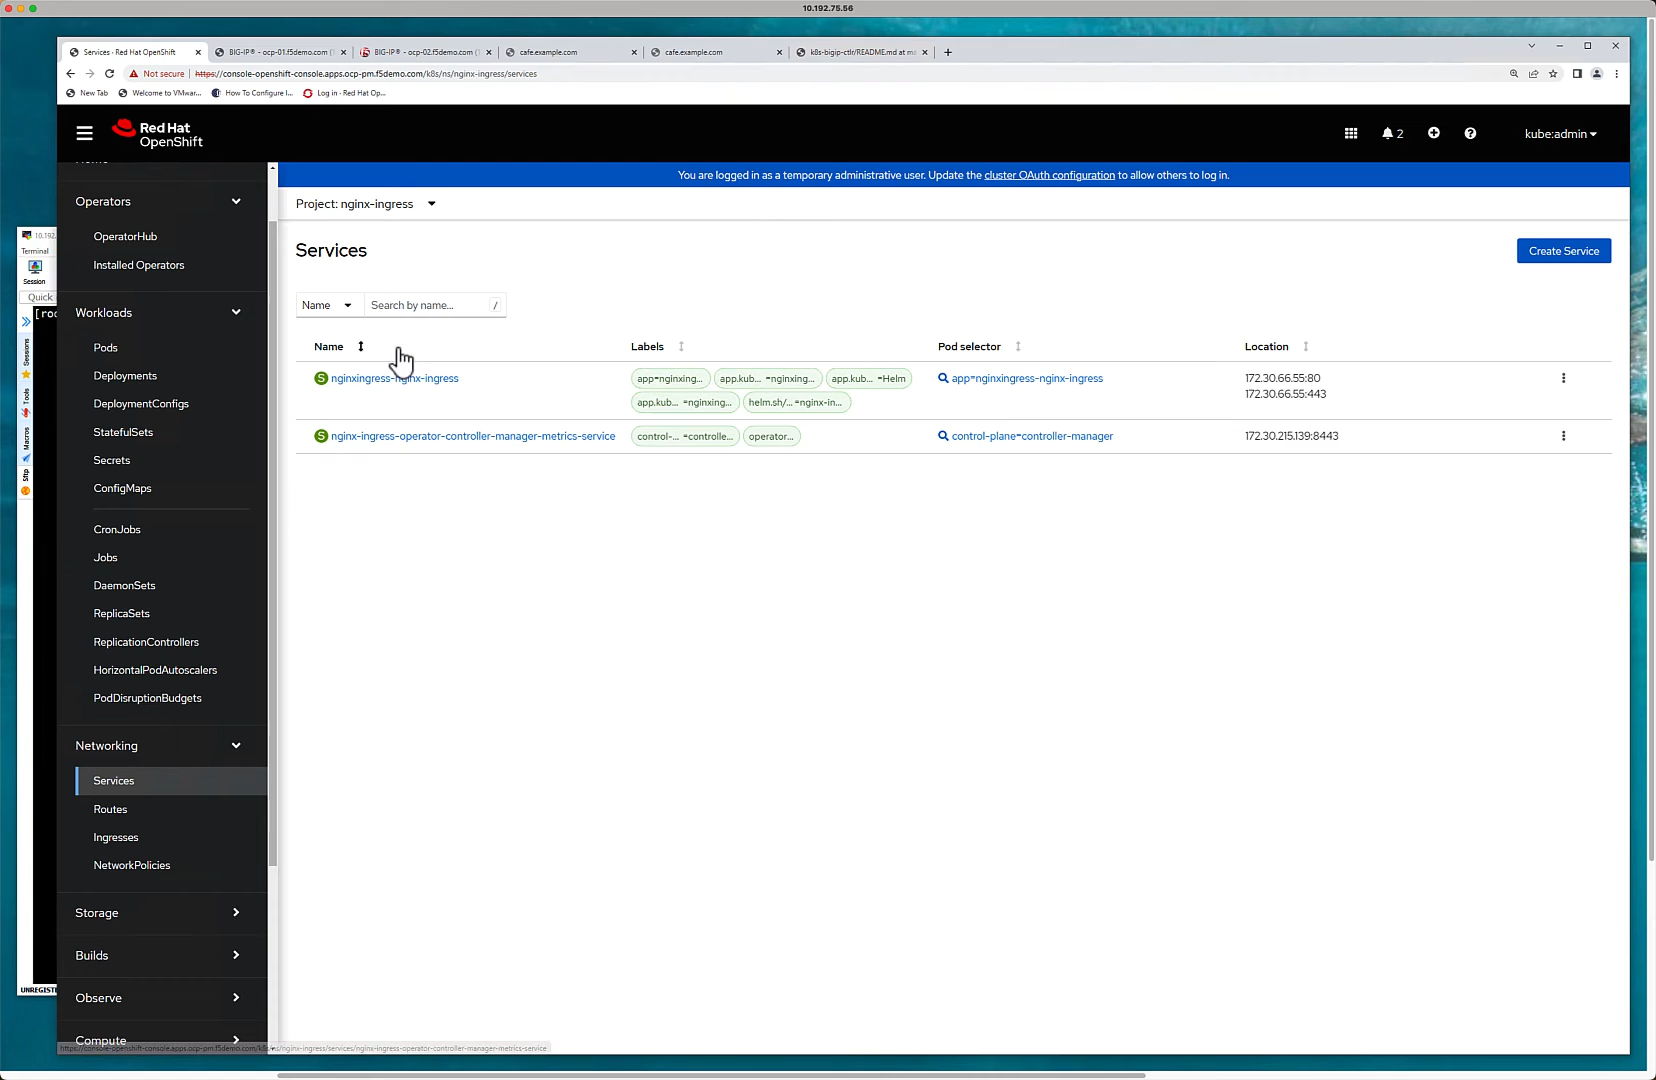 10.192.75.56
Services · Red Hat OpenShift
BIG-IP® - ocp-01.f5demo.com (
BIG-IP® - ocp-02.f5demo.com (
cafe.example.com
cafe.example.com
k8s-bigip-ctlr/README.md at ma
Not secure
https://console-openshift-console.apps.ocp-pm.f5demo.com/k8s/ns/nginx-ingress/services
New Tab
Welcome to VMwar...
How To Configure I...
Log in - Red Hat Op...
Red Hat
OpenShift
2
kube:admin
You are logged in as a temporary administrative user. Update the cluster OAuth configuration to allow others to log in.
Operators
OperatorHub
Installed Operators
Workloads
Pods
Deployments
DeploymentConfigs
StatefulSets
Secrets
ConfigMaps
CronJobs
Jobs
DaemonSets
ReplicaSets
ReplicationControllers
HorizontalPodAutoscalers
PodDisruptionBudgets
Networking
Services
Routes
Ingresses
NetworkPolicies
Storage
Builds
Observe
Compute
Project: nginx-ingress
Services
Create Service
Name
Search by name...
/
Name Labels Pod selector Location
S nginxingress-nginx-ingress
app=nginxing...
app.kub... =nginxing...
app.kub... =Helm
app.kub... =nginxing...
helm.sh/... =nginx-in...
app=nginxingress-nginx-ingress
172.30.66.55:80
172.30.66.55:443
S nginx-ingress-operator-controller-manager-metrics-service
control-... =controlle...
operator...
control-plane=controller-manager
172.30.215.139:8443
10.192.
Terminal
Session
Quick
[roo
Sessions
Tools
Macros
Sftp
UNREGIST
https://console-openshift-console.apps.ocp-pm.f5demo.com/k8s/ns/nginx-ingress/services/nginx-ingress-operator-controller-manager-metrics-service